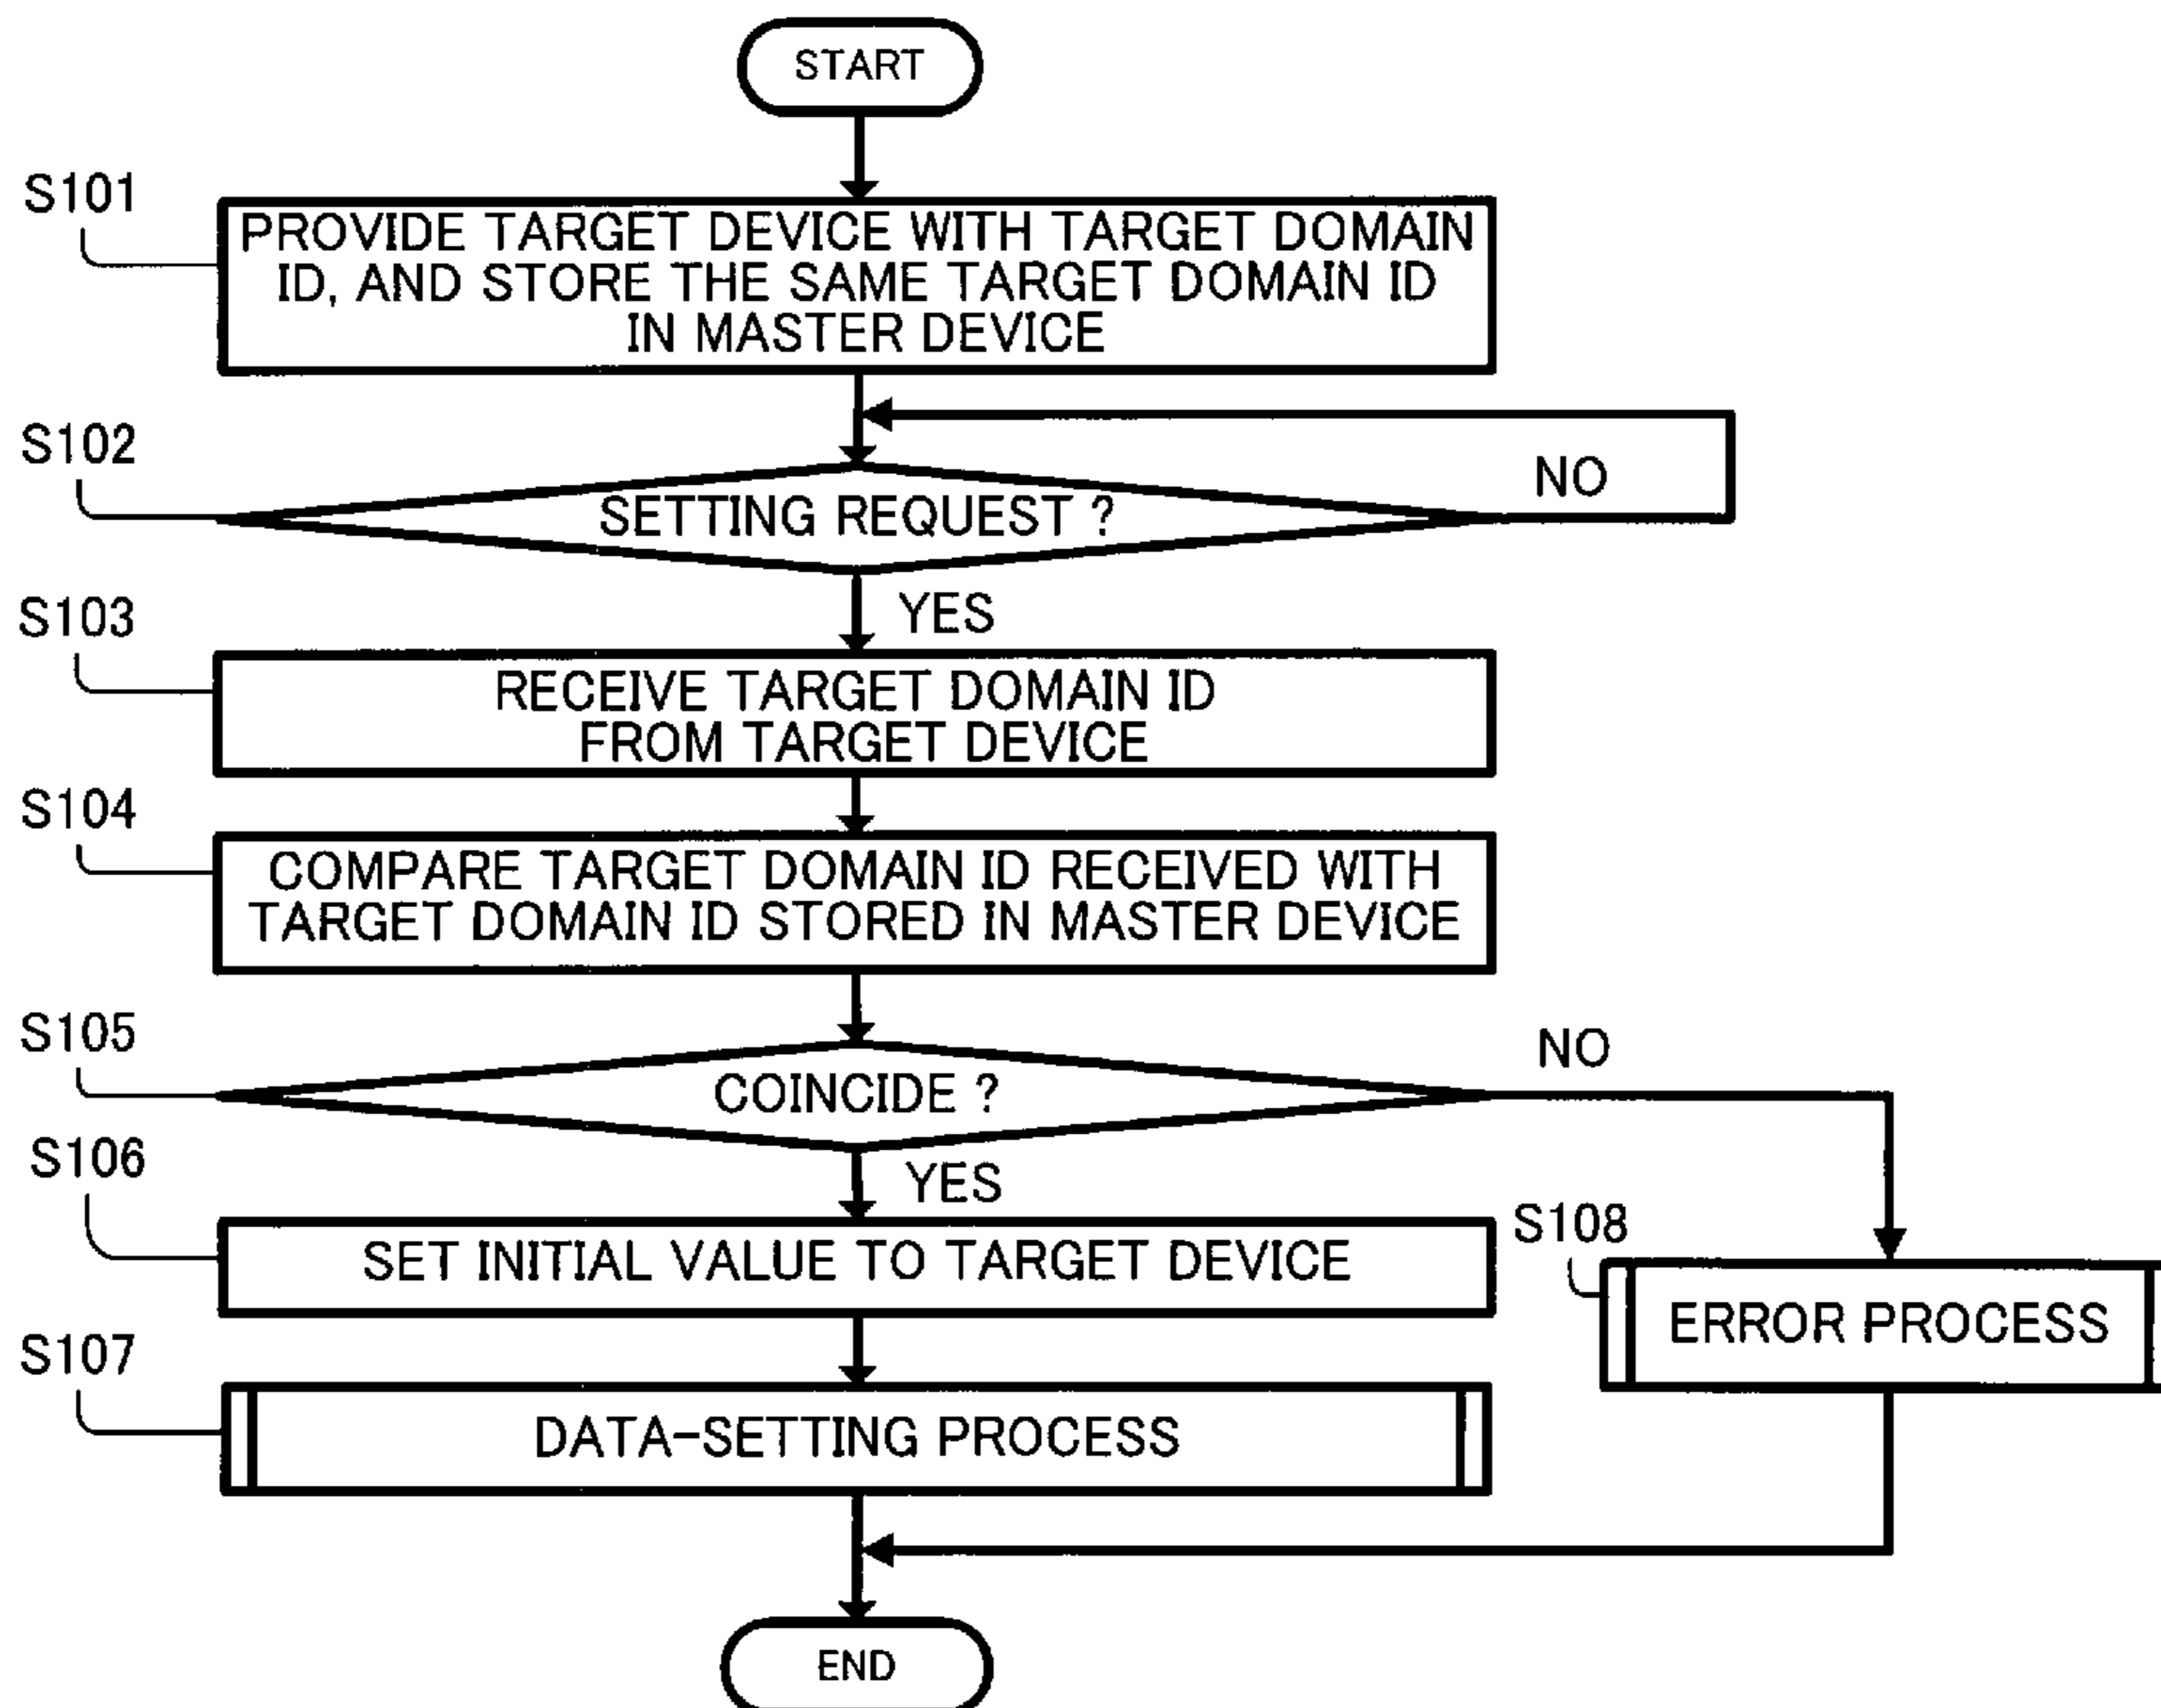 START
S101
PROVIDE TARGET DEVICE WITH TARGET DOMAIN
ID, AND STORE THE SAME TARGET DOMAIN ID
IN MASTER DEVICE
S102
SETTING REQUEST ?
NO
YES
S103
RECEIVE TARGET DOMAIN ID
FROM TARGET DEVICE
S104
COMPARE TARGET DOMAIN ID RECEIVED WITH
TARGET DOMAIN ID STORED IN MASTER DEVICE
S105
COINCIDE ?
NO
YES
S106
SET INITIAL VALUE TO TARGET DEVICE
S108
ERROR PROCESS
S107
DATA-SETTING PROCESS
END